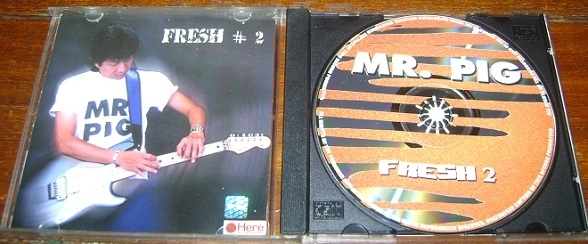 FRESH # 2
MR.
PIG
Here
MR. PIG
FRESH 2